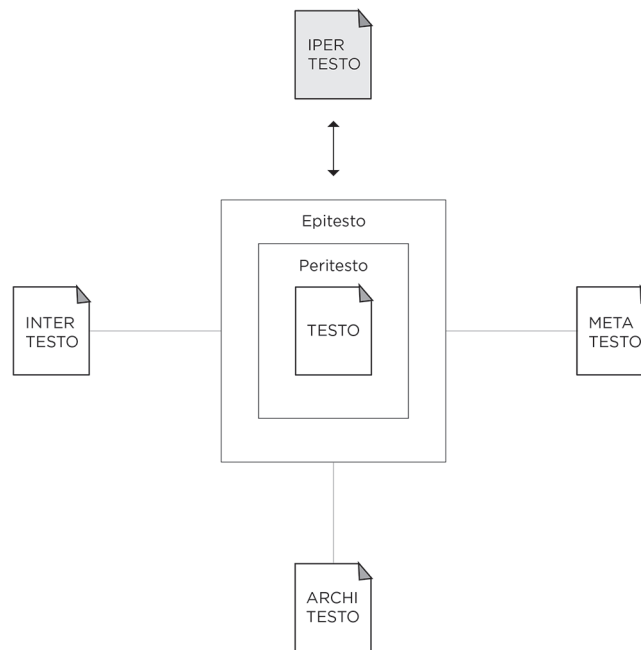 IPER
TESTO
Epitesto
Peritesto
INTER
TESTO
TESTO
META
TESTO
ARCHI
TESTO